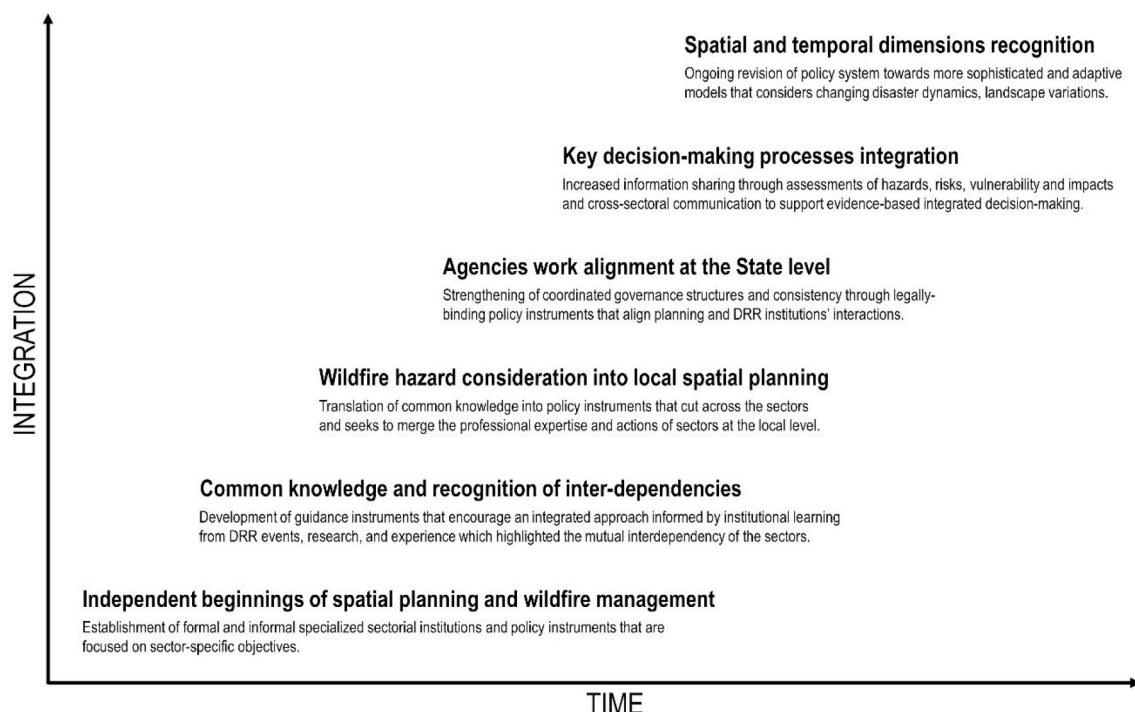 Spatial and temporal dimensions recognition
Ongoing revision of policy system towards more sophisticated and adaptive
models that considers changing disaster dynamics, landscape variations.
Key decision-making processes integration
Increased information sharing through assessments of hazards, risks, vulnerability and impacts
and cross-sectoral communication to support evidence-based integrated decision-making.
Agencies work alignment at the State level
Strengthening of coordinated governance structures and consistency through legally-
binding policy instruments that align planning and DRR institutions' interactions.
Wildfire hazard consideration into local spatial planning
Translation of common knowledge into policy instruments that cut across the sectors
and seeks to merge the professional expertise and actions of sectors at the local level.
Common knowledge and recognition of inter-dependencies
Development of guidance instruments that encourage an integrated approach informed by institutional learning
from DRR events, research, and experience which highlighted the mutual interdependency of the sectors.
Independent beginnings of spatial planning and wildfire management
Establishment of formal and informal specialized sectorial institutions and policy instruments that are
focused on sector-specific objectives.
INTEGRATION
TIME